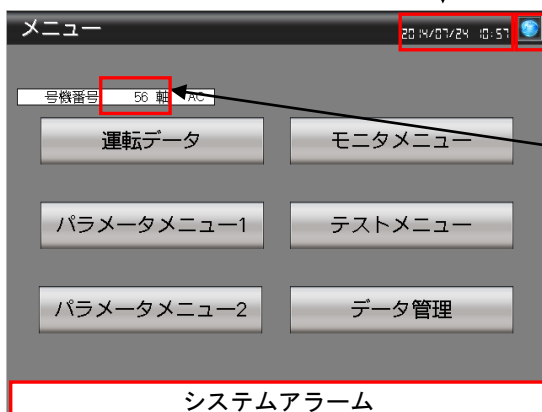 メニュー
2014/07/24 10:57
号機番号 56 軸 AC
運転データ モニタメニュー
パラメータメニュー1 テストメニュー
パラメータメニュー2 データ管理
システムアラーム